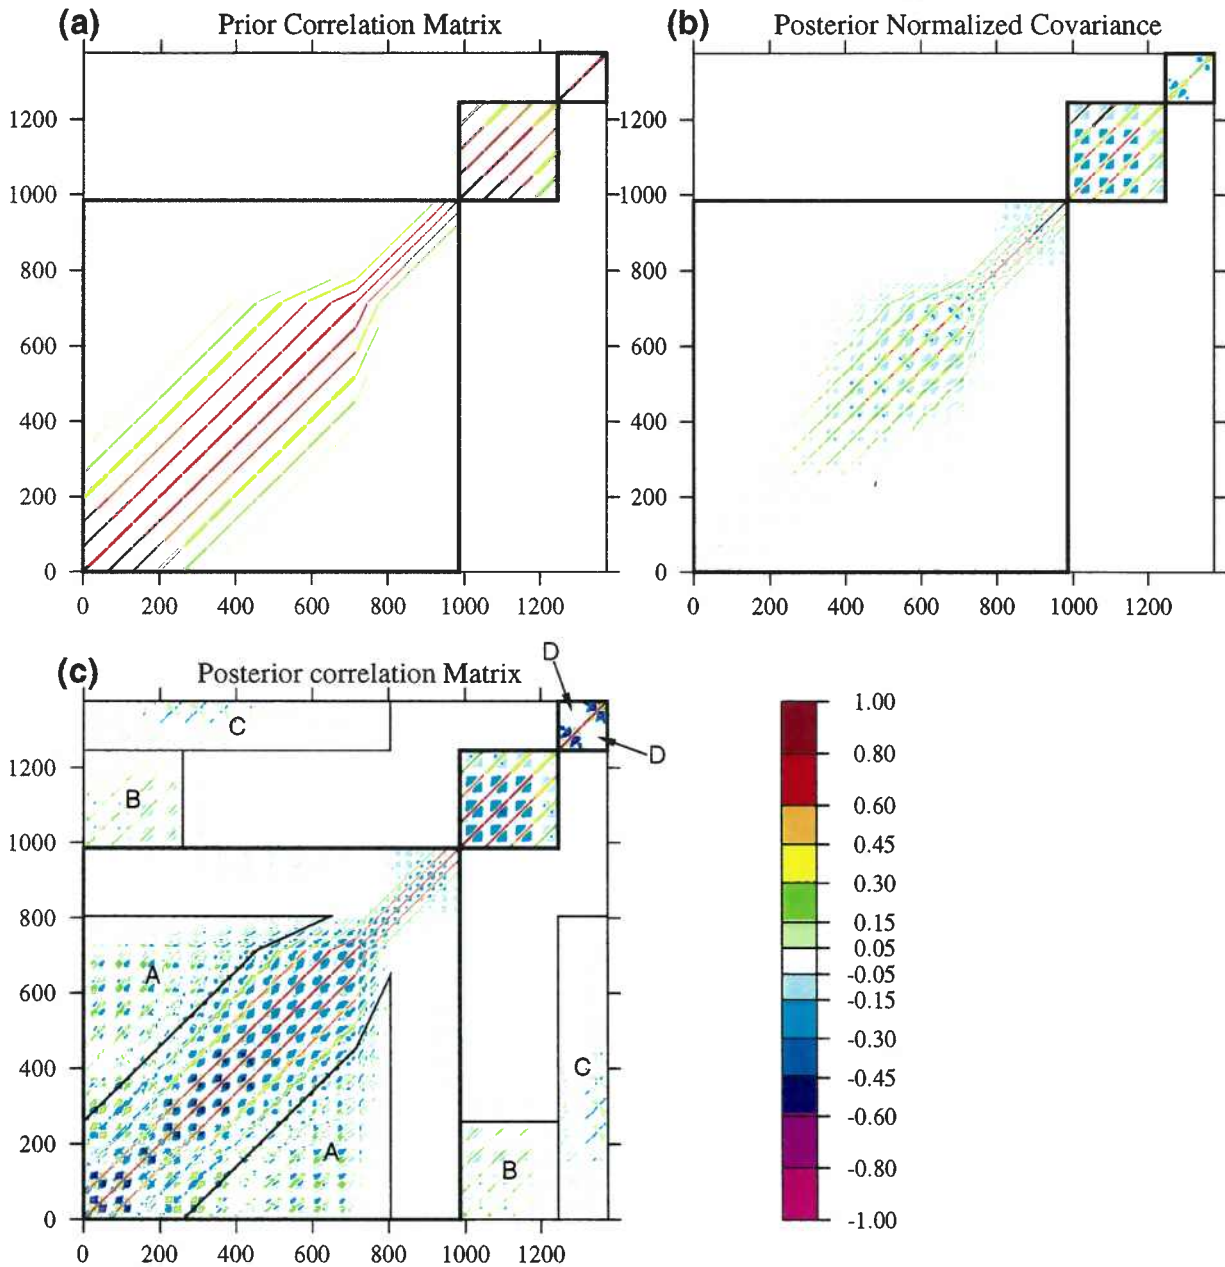 (a) Prior Correlation Matrix
1200
1000
800
600
400
200
0
0 200 400 600 800 1000 1200
(b) Posterior Normalized Covariance
1200
1000
800
600
400
200
0
0 200 400 600 800 1000 1200
(c) Posterior correlation Matrix
D
D
C
B
A
A
C
B
1200
1000
800
600
400
200
0
0 200 400 600 800 1000 1200
1.00
0.80
0.60
0.45
0.30
0.15
0.05
-0.05
-0.15
-0.30
-0.45
-0.60
-0.80
-1.00